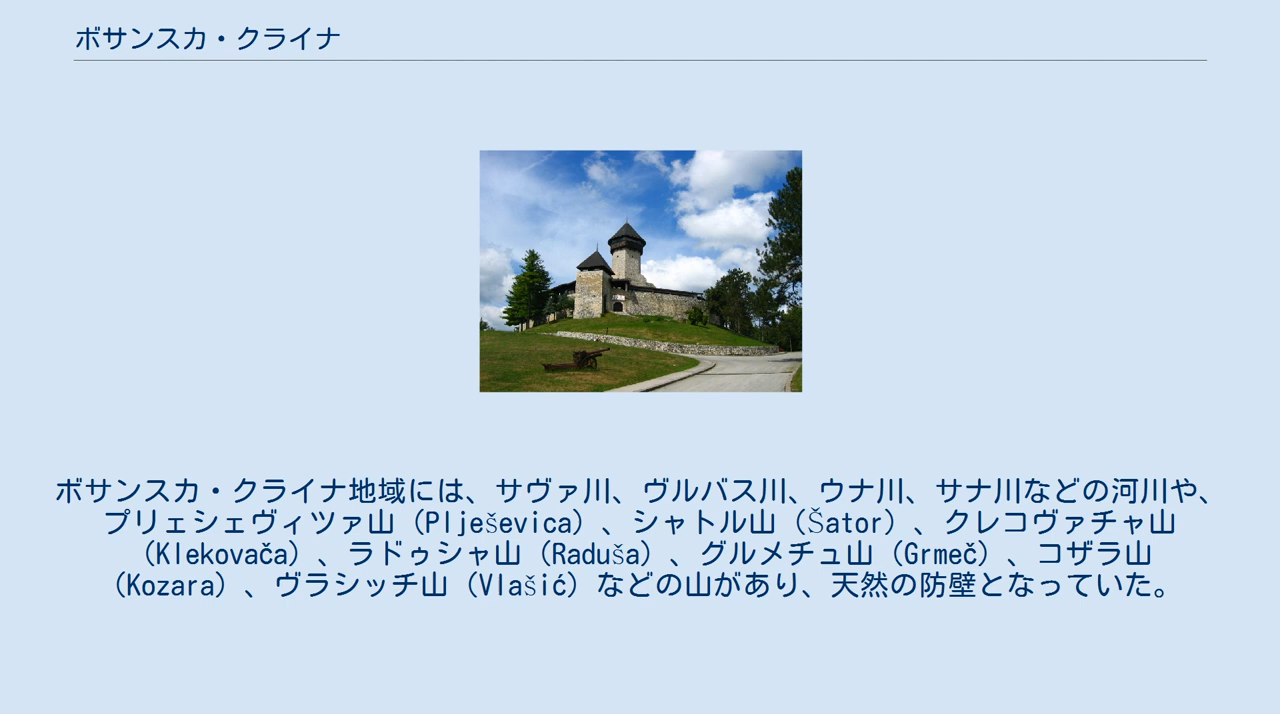 ボサンスカ・クライナ
ボサンスカ・クライナ地域には、サヴァ川、ヴルバス川、ウナ川、サナ川などの河川や、
プリェシェヴィツァ山（Plješevica）、シャトル山（Šator）、クレコヴァチャ山
（Klekovača）、ラドゥシャ山（Raduša）、グルメチュ山（Grmeč）、コザラ山
（Kozara）、ヴラシッチ山（Vlašić）などの山があり、天然の防壁となっていた。